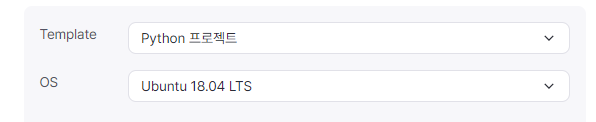 Template
Python 프로젝트
OS
Ubuntu 18.04 LTS